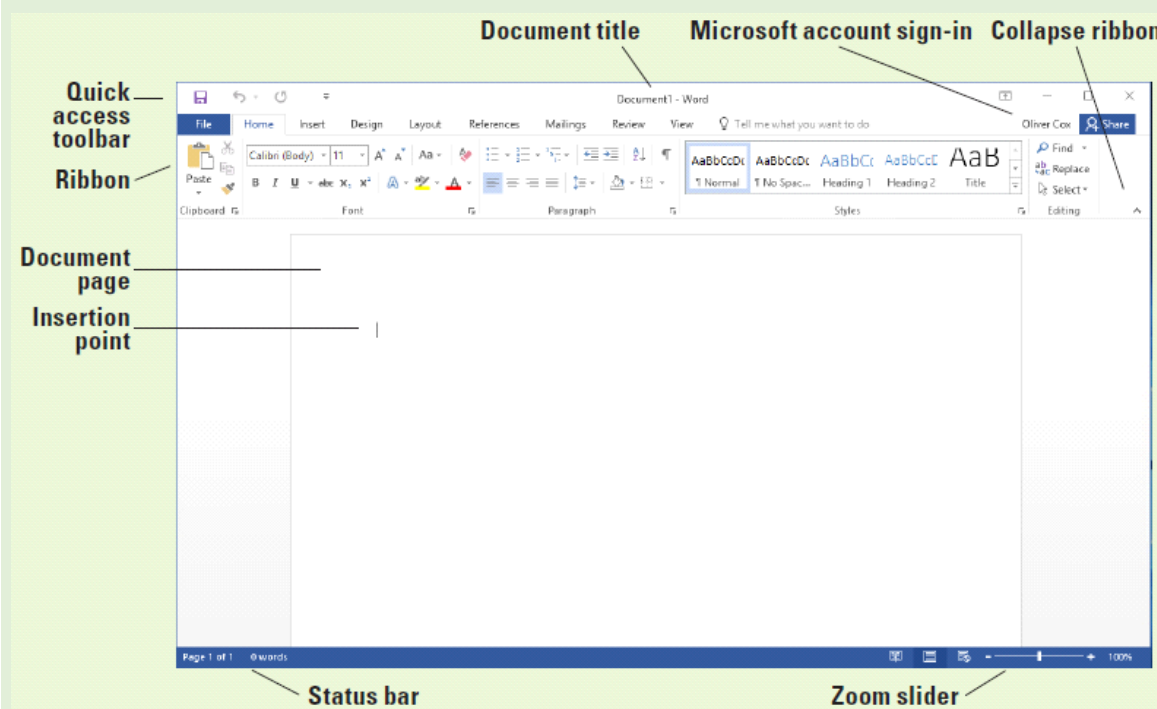 Document title Microsoft account sign-in Collapse ribbon
Quick
access
toolbar
Document1 - Word
File Home Insert Design Layout References Mailings Review View Tell me what you want to do Oliver Cox Share
Ribbon
Paste
Calibri (Body) 11 A A Aa
B I U abc X₂ X² A A
AaBbCcDc AaBbCcDc AaBbCc AaBbCcE AaB
¶ Normal ¶ No Spac... Heading 1 Heading 2 Title
Find
Replace
Select
Clipboard Font Paragraph Styles Editing
Document
page
Insertion
point
Page 1 of 1 0 words 100%
Status bar Zoom slider